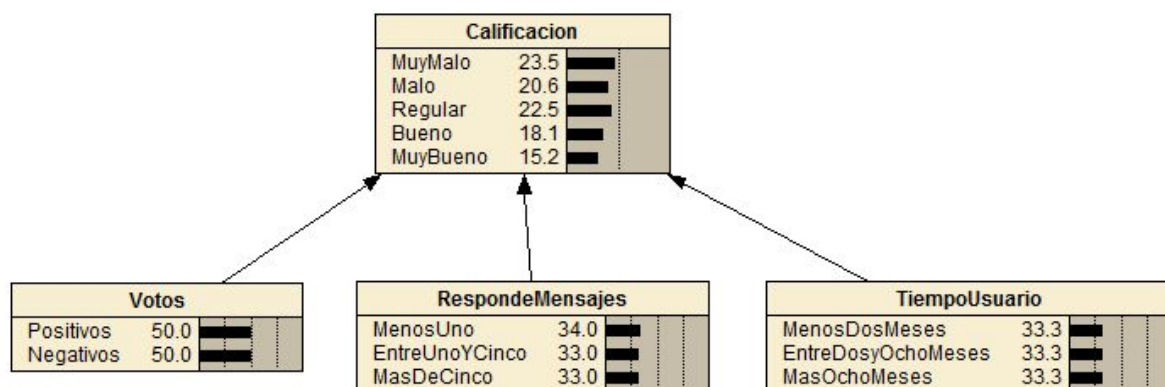 Calificacion
MuyMalo 23.5
Malo 20.6
Regular 22.5
Bueno 18.1
MuyBueno 15.2
Votos
Positivos 50.0
Negativos 50.0
RespondeMensajes
MenosUno 34.0
EntreUnoYCinco 33.0
MasDeCinco 33.0
TiempoUsuario
MenosDosMeses 33.3
EntreDosyOchoMeses 33.3
MasOchoMeses 33.3